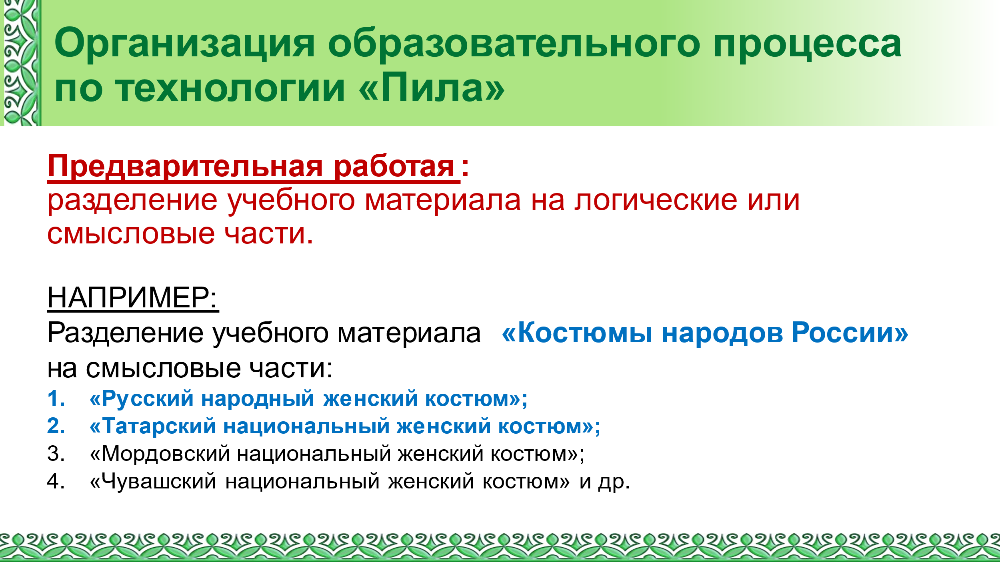 Организация образовательного процесса
по технологии «Пила»
Предварительная работая :
разделение учебного материала на логические или
смысловые части.
НАПРИМЕР:
Разделение учебного материала «Костюмы народов России»
на смысловые части:
1. «Русский народный женский костюм»;
2. «Татарский национальный женский костюм»;
3. «Мордовский национальный женский костюм»;
4. «Чувашский национальный женский костюм» и др.